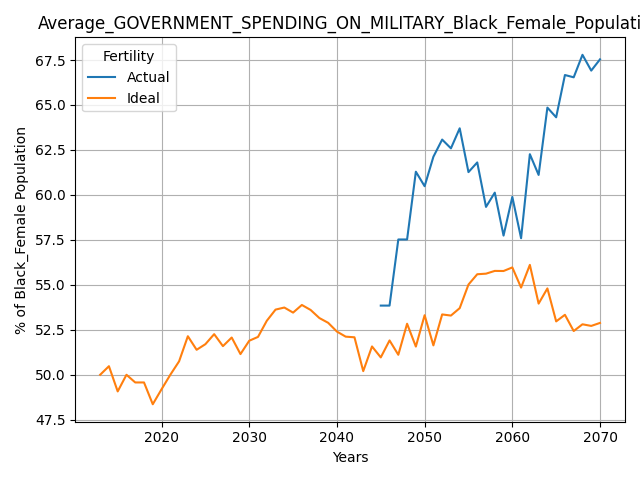 Average_GOVERNMENT_SPENDING_ON_MILITARY_Black_Female_Populati
Fertility
Actual
Ideal
67.5
65.0
62.5
60.0
57.5
55.0
52.5
50.0
47.5
% of Black_Female Population
2020 2030 2040 2050 2060 2070
Years